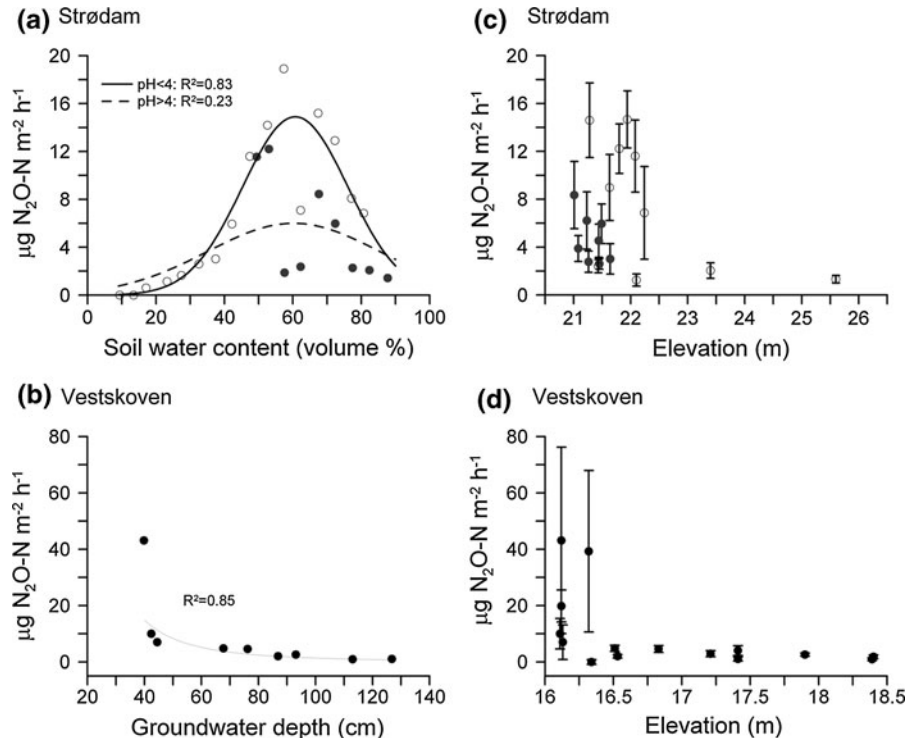 (a) Strødam
µg N₂O-N m⁻² h⁻¹
20
16
12
8
4
0
pH<4: R²=0.83
pH>4: R²=0.23
0 20 40 60 80 100
Soil water content (volume %)
(c) Strødam
µg N₂O-N m⁻² h⁻¹
20
16
12
8
4
0
21 22 23 24 25 26
Elevation (m)
(b) Vestskoven
µg N₂O-N m⁻² h⁻¹
80
60
40
20
0
R²=0.85
20 40 60 80 100 120 140
Groundwater depth (cm)
(d) Vestskoven
µg N₂O-N m⁻² h⁻¹
80
60
40
20
0
16 16.5 17 17.5 18 18.5
Elevation (m)